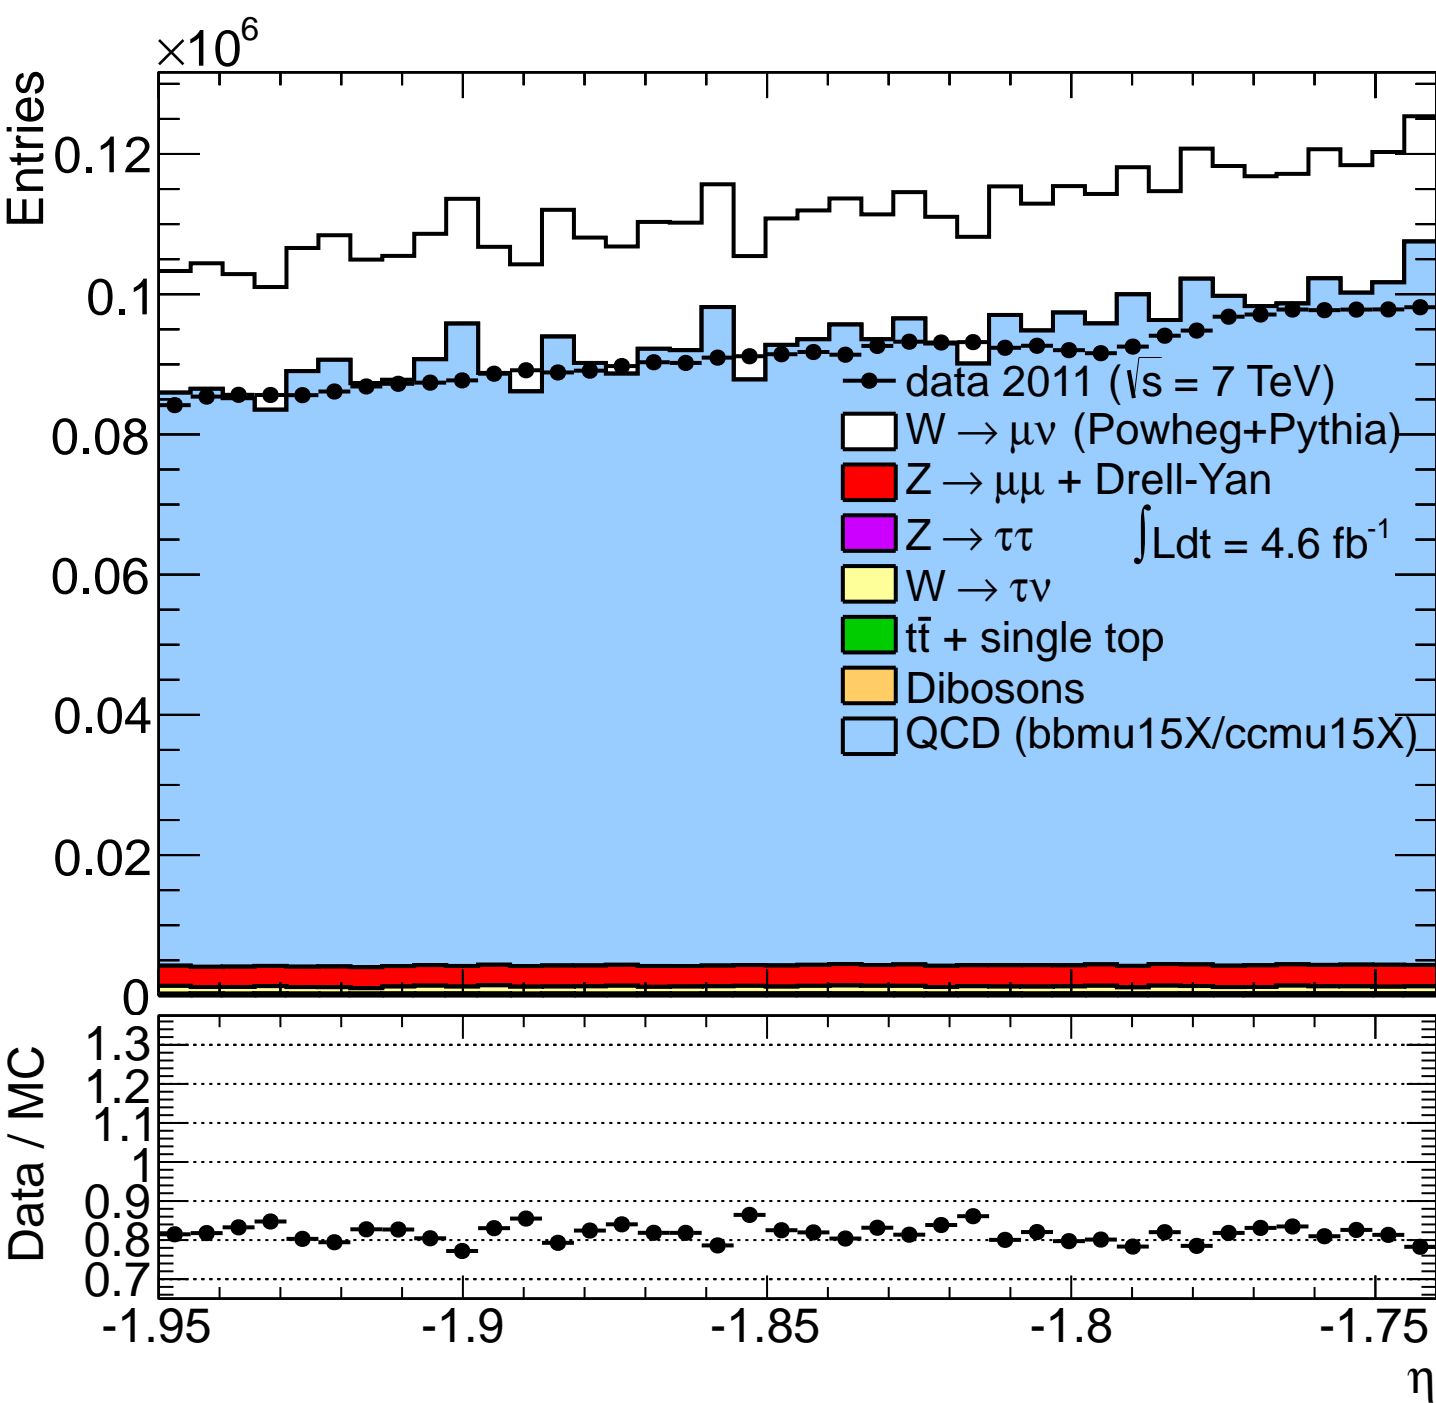 ×10⁶
Entries
0.12
0.1
0.08
0.06
0.04
0.02
0
data 2011 (√s = 7 TeV)
W → μν (Powheg+Pythia)
Z → μμ + Drell-Yan
Z → ττ
∫Ldt = 4.6 fb⁻¹
W → τν
tt̄ + single top
Dibosons
QCD (bbmu15X/ccmu15X)
Data / MC
1.3
1.2
1.1
1
0.9
0.8
0.7
-1.95 -1.9 -1.85 -1.8 -1.75
η